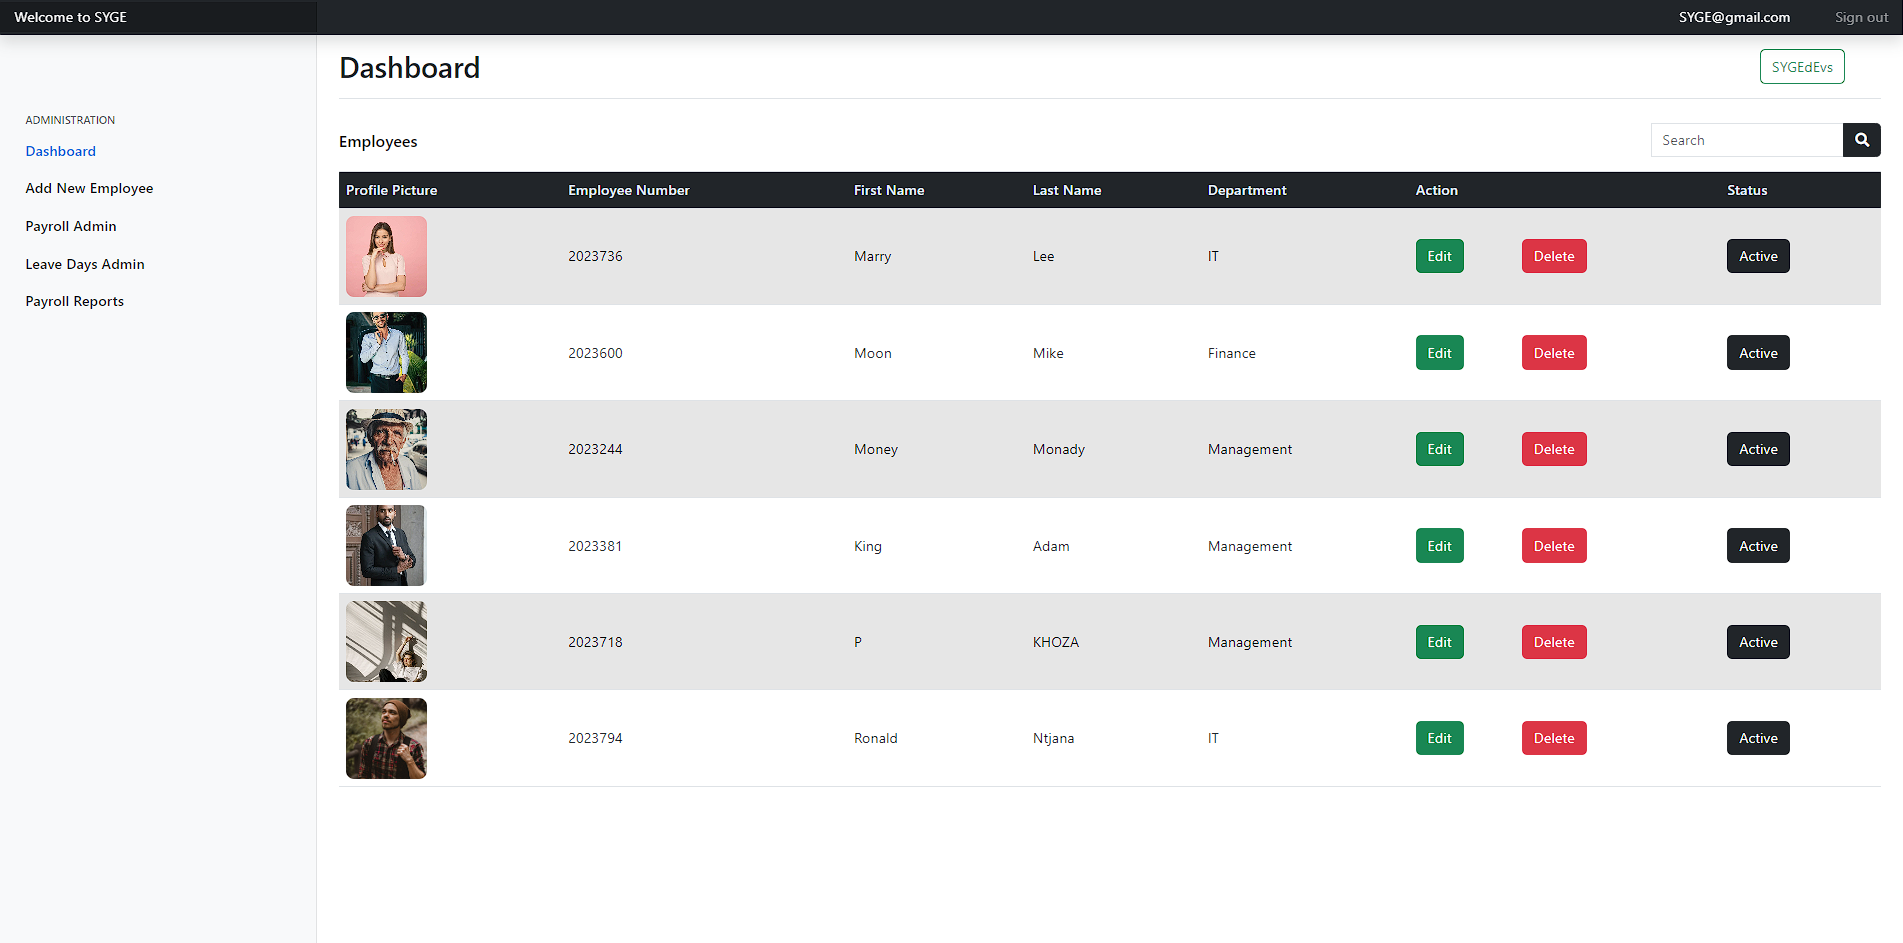 Welcome to SYGE
SYGE@gmail.com Sign out
Dashboard SYGEdEvs
ADMINISTRATION
Dashboard
Add New Employee
Payroll Admin
Leave Days Admin
Payroll Reports
Employees Search
Profile Picture Employee Number First Name Last Name Department Action Status
2023736 Marry Lee IT Edit Delete Active
2023600 Moon Mike Finance Edit Delete Active
2023244 Money Monady Management Edit Delete Active
2023381 King Adam Management Edit Delete Active
2023718 P KHOZA Management Edit Delete Active
2023794 Ronald Ntjana IT Edit Delete Active